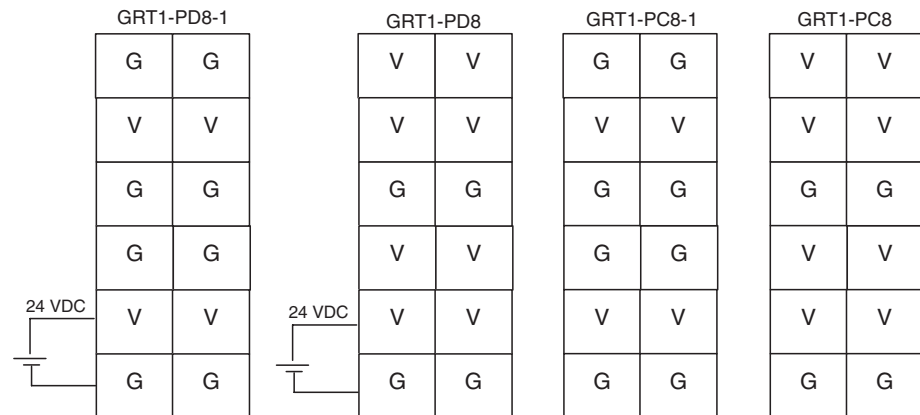 GRT1-PD8-1 GRT1-PD8 GRT1-PC8-1 GRT1-PC8
G G V V G G V V
V V V V V V V V
G G G G G G G G
G G V V G G V V
24 VDC V V 24 VDC V V V V V V
G G G G G G G G